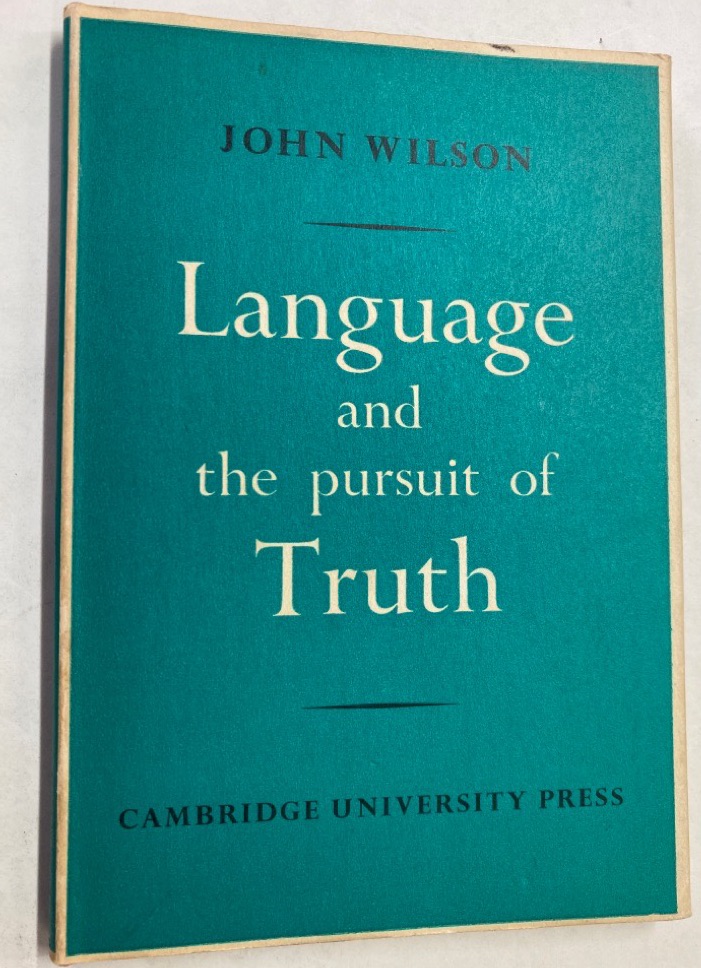 JOHN WILSON
Language
and
the pursuit of
Truth
CAMBRIDGE UNIVERSITY PRESS